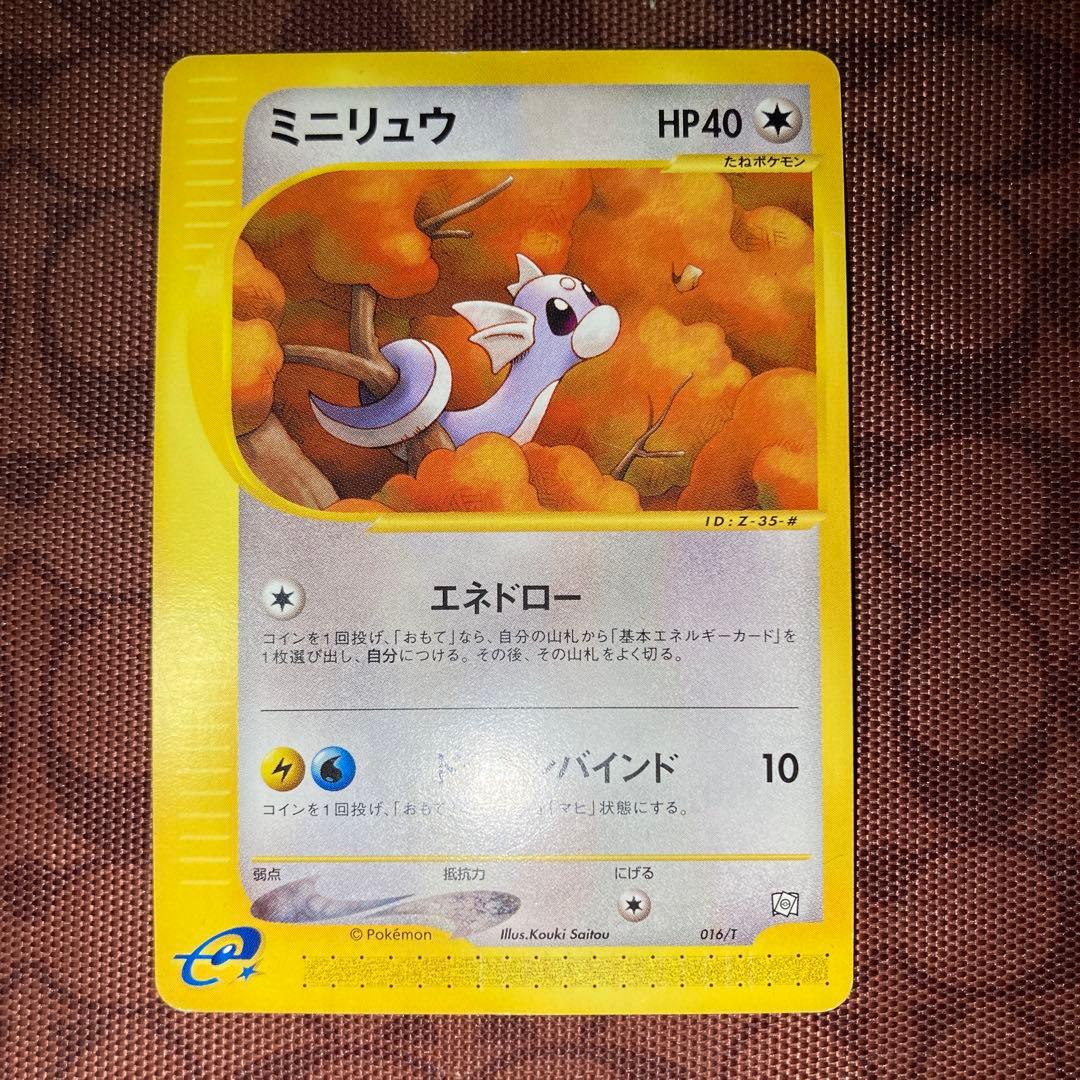 ミニリュウ HP40
たねポケモン
ID:Z-35-#
エネドロー
コインを1回投げ、「おもて」なら、自分の山札から「基本エネルギーカード」を
1枚選び出し、自分につける。その後、その山札をよく切る。
バインド 10
コインを1回投げ、「おもて 「マヒ」状態にする。
弱点 抵抗力 にげる
© Pokémon Illus.Kouki Saitou 016/T
e